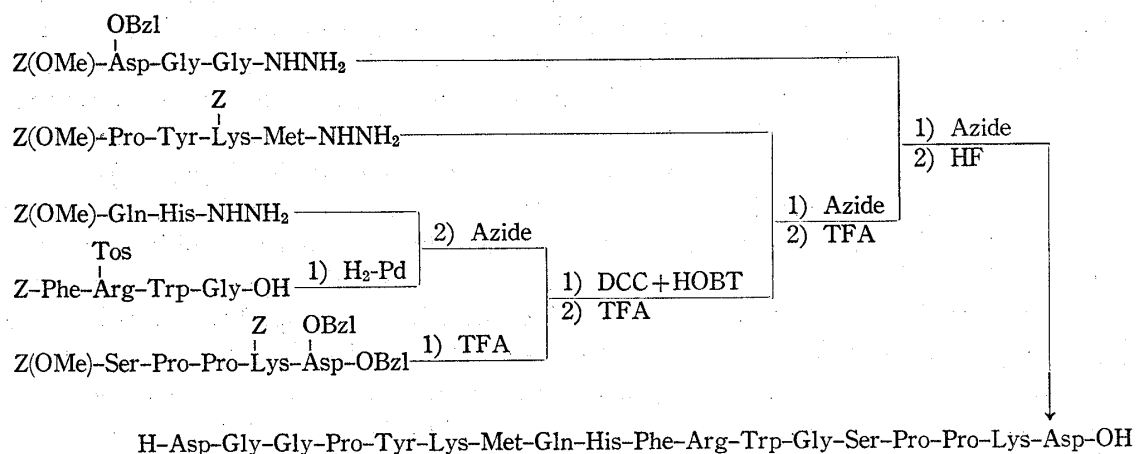 OBzl
Z(OMe)–Asp–Gly–Gly–NHNH₂
Z
Z(OMe)–Pro–Tyr–Lys–Met–NHNH₂
1) Azide
2) HF
Z(OMe)–Gln–His–NHNH₂
1) Azide
2) TFA
2) Azide
Tos
Z–Phe–Arg–Trp–Gly–OH
1) H₂-Pd
1) DCC+HOBT
2) TFA
Z OBzl
Z(OMe)–Ser–Pro–Pro–Lys–Asp–OBzl
1) TFA
H–Asp–Gly–Gly–Pro–Tyr–Lys–Met–Gln–His–Phe–Arg–Trp–Gly–Ser–Pro–Pro–Lys–Asp–OH